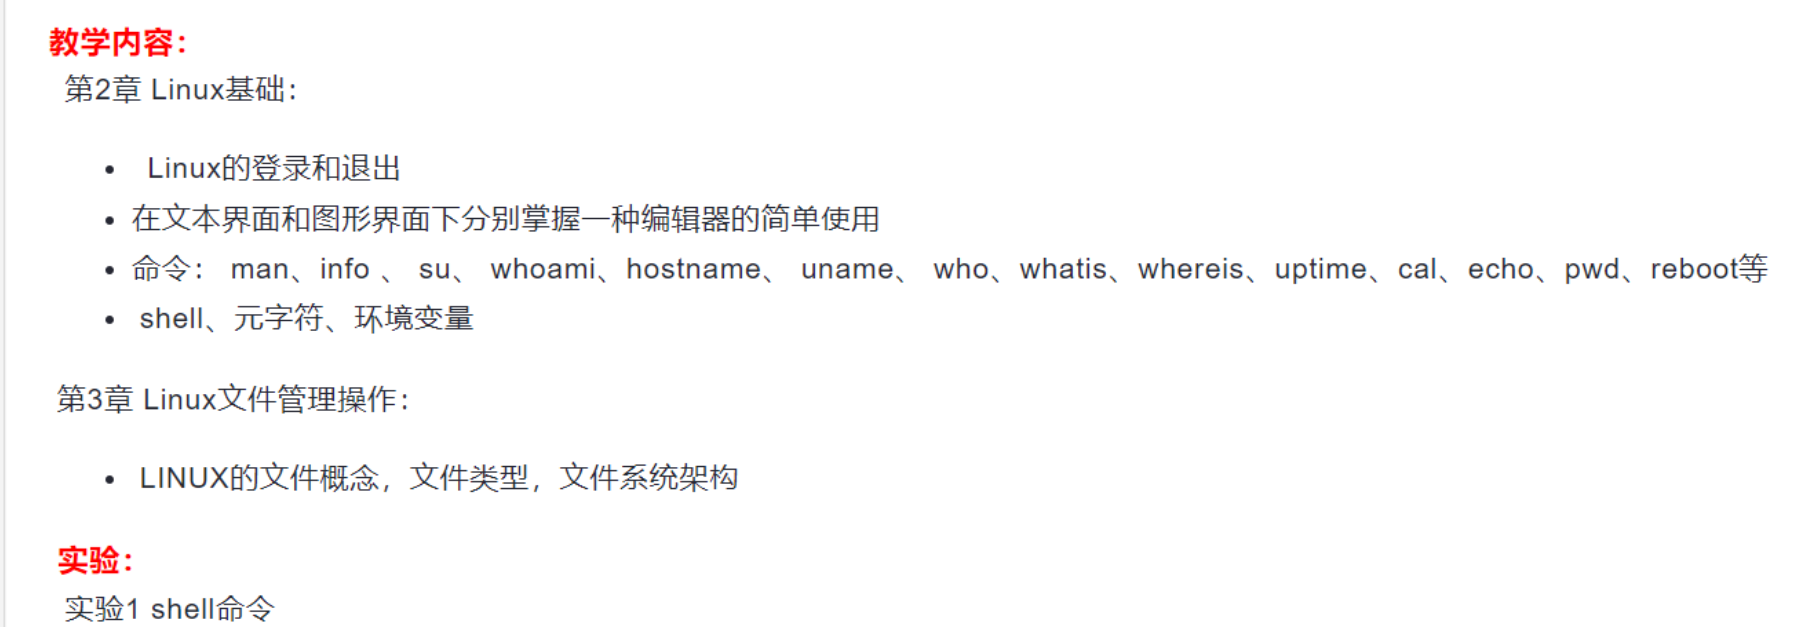 教学内容：
第2章 Linux基础：
• Linux的登录和退出
• 在文本界面和图形界面下分别掌握一种编辑器的简单使用
• 命令： man、info 、 su、 whoami、hostname、 uname、 who、whatis、whereis、uptime、cal、echo、pwd、reboot等
• shell、元字符、环境变量
第3章 Linux文件管理操作：
• LINUX的文件概念，文件类型，文件系统架构
实验：
实验1 shell命令